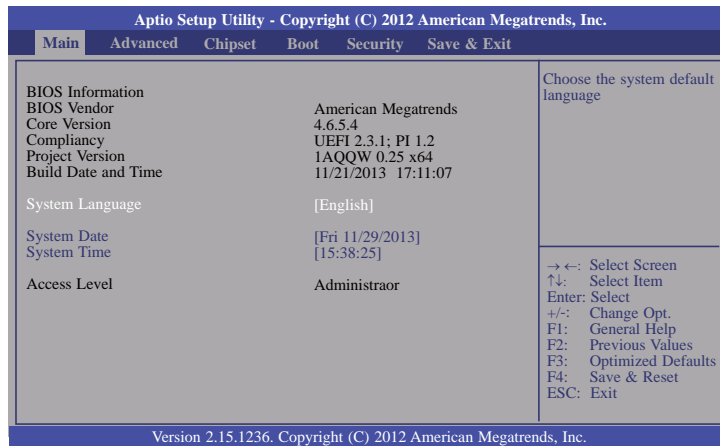 Aptio Setup Utility - Copyright (C) 2012 American Megatrends, Inc.
Main Advanced Chipset Boot Security Save & Exit
BIOS Information
BIOS Vendor American Megatrends
Core Version 4.6.5.4
Compliancy UEFI 2.3.1; PI 1.2
Project Version 1AQQW 0.25 x64
Build Date and Time 11/21/2013 17:11:07
System Language [English]
System Date [Fri 11/29/2013]
System Time [15:38:25]
Access Level Administraor
Choose the system default
language
→←: Select Screen
↑↓: Select Item
Enter: Select
+/-: Change Opt.
F1: General Help
F2: Previous Values
F3: Optimized Defaults
F4: Save & Reset
ESC: Exit
Version 2.15.1236. Copyright (C) 2012 American Megatrends, Inc.